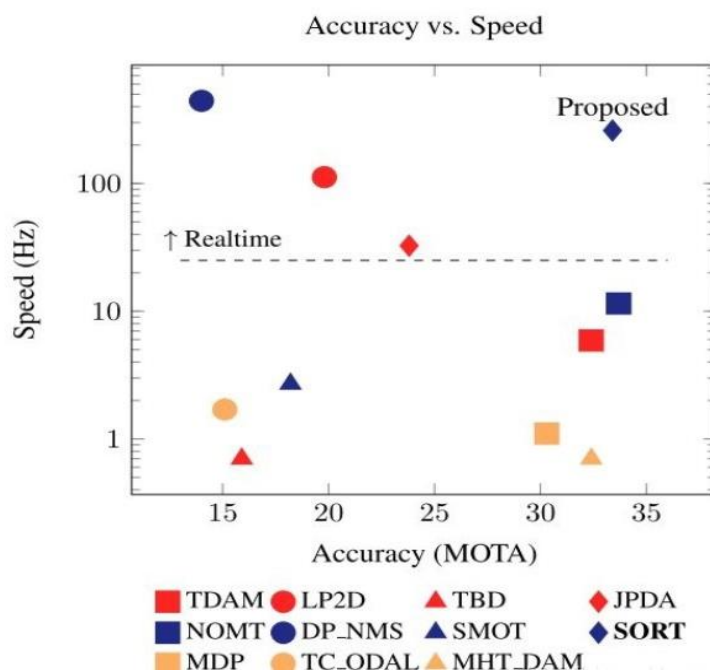 Accuracy vs. Speed
Proposed
100
↑ Realtime
10
1
Speed (Hz)
15 20 25 30 35
Accuracy (MOTA)
TDAM LP2D TBD JPDA
NOMT DP_NMS SMOT SORT
MDP TC_ODAL MHT_DAM